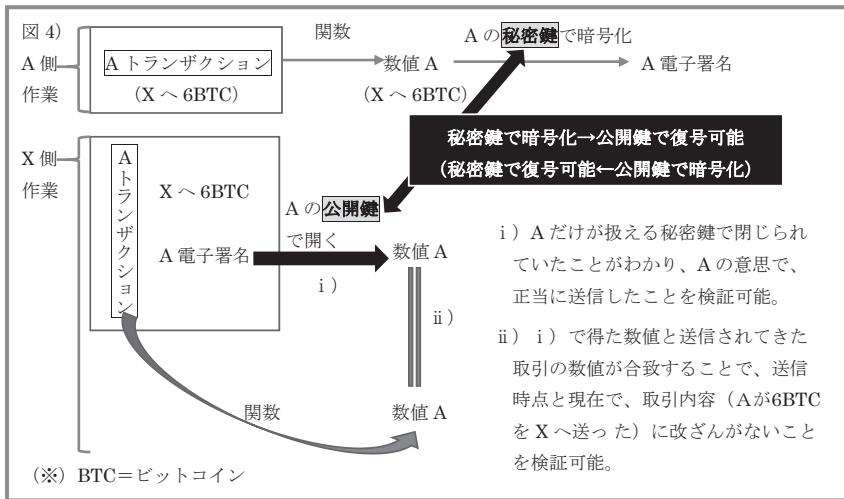 図 4)
A 側
作業
A トランザクション
(X へ 6BTC)
関数
数値 A
(X へ 6BTC)
A の秘密鍵で暗号化
A 電子署名
秘密鍵で暗号化→公開鍵で復号可能
(秘密鍵で復号可能←公開鍵で暗号化)
X 側
作業
Aトランザクション
X へ 6BTC
A 電子署名
A の公開鍵
で開く
ⅰ)
数値 A
ⅱ)
関数
数値 A
ⅰ) A だけが扱える秘密鍵で閉じられ
ていたことがわかり、A の意思で、
正当に送信したことを検証可能。
ⅱ) ⅰ) で得た数値と送信されてきた
取引の数値が合致することで、送信
時点と現在で、取引内容（Aが6BTC
を X へ送っ た）に改ざんがないこと
を検証可能。
(※) BTC＝ビットコイン